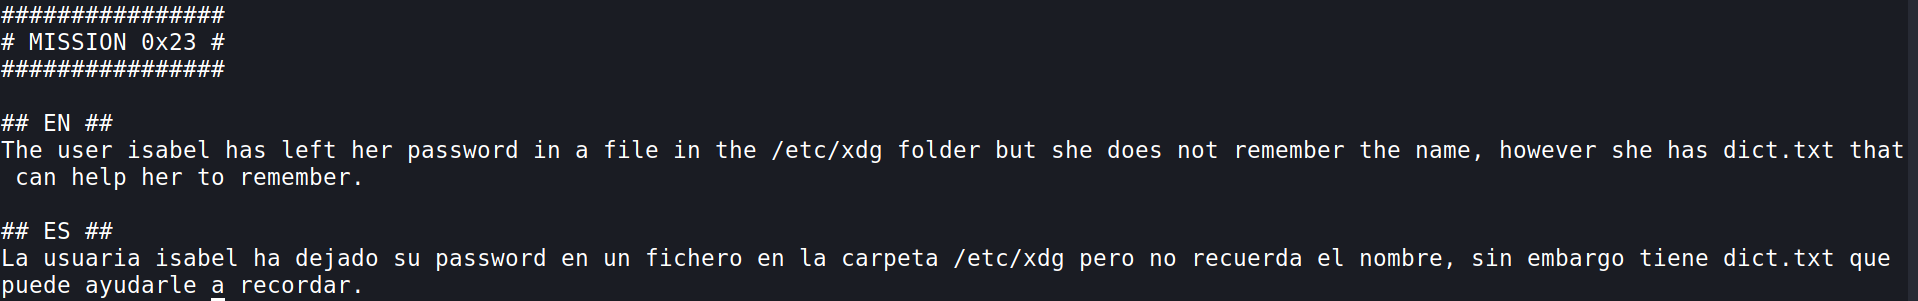 ################
# MISSION 0x23 #
################
## EN ##
The user isabel has left her password in a file in the /etc/xdg folder but she does not remember the name, however she has dict.txt that
can help her to remember.
## ES ##
La usuaria isabel ha dejado su password en un fichero en la carpeta /etc/xdg pero no recuerda el nombre, sin embargo tiene dict.txt que
puede ayudarle a recordar.